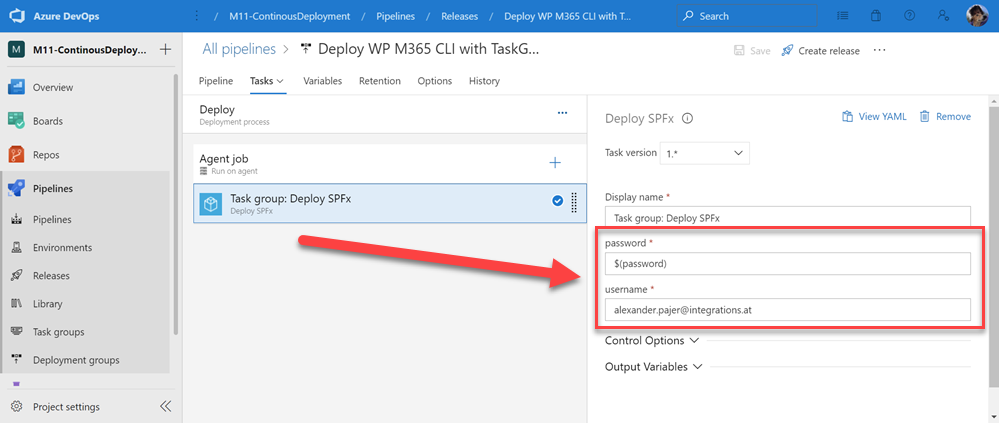 Azure DevOps / M11-ContinousDeployment / Pipelines / Releases / Deploy WP M365 CLI with T... Search
M M11-ContinousDeploy...
Overview
Boards
Repos
Pipelines
Pipelines
Environments
Releases
Library
Task groups
Deployment groups
Project settings
All pipelines > Deploy WP M365 CLI with TaskG...
Save Create release ...
Pipeline Tasks Variables Retention Options History
Deploy
Deployment process
Agent job
Run on agent
Task group: Deploy SPFx
Deploy SPFx
Deploy SPFx View YAML Remove
Task version 1.*
Display name *
Task group: Deploy SPFx
password *
$(password)
username *
alexander.pajer@integrations.at
Control Options
Output Variables